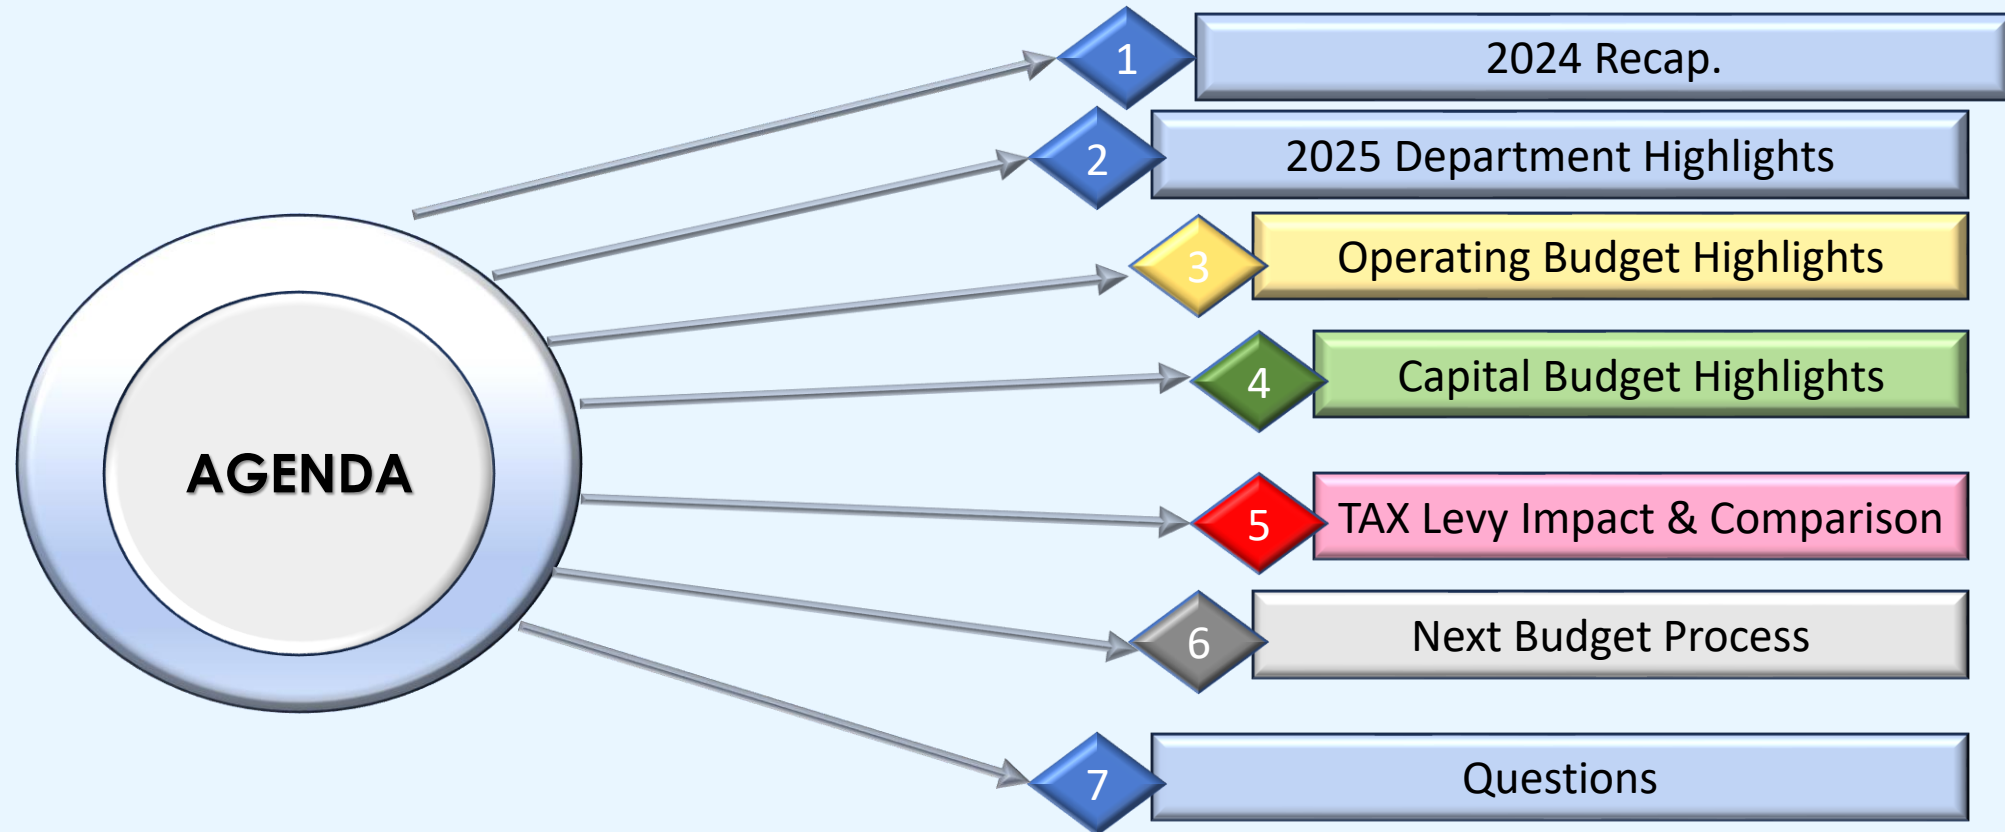 AGENDA
1
2024 Recap.
2
2025 Department Highlights
3
Operating Budget Highlights
4
Capital Budget Highlights
5
TAX Levy Impact & Comparison
6
Next Budget Process
7
Questions